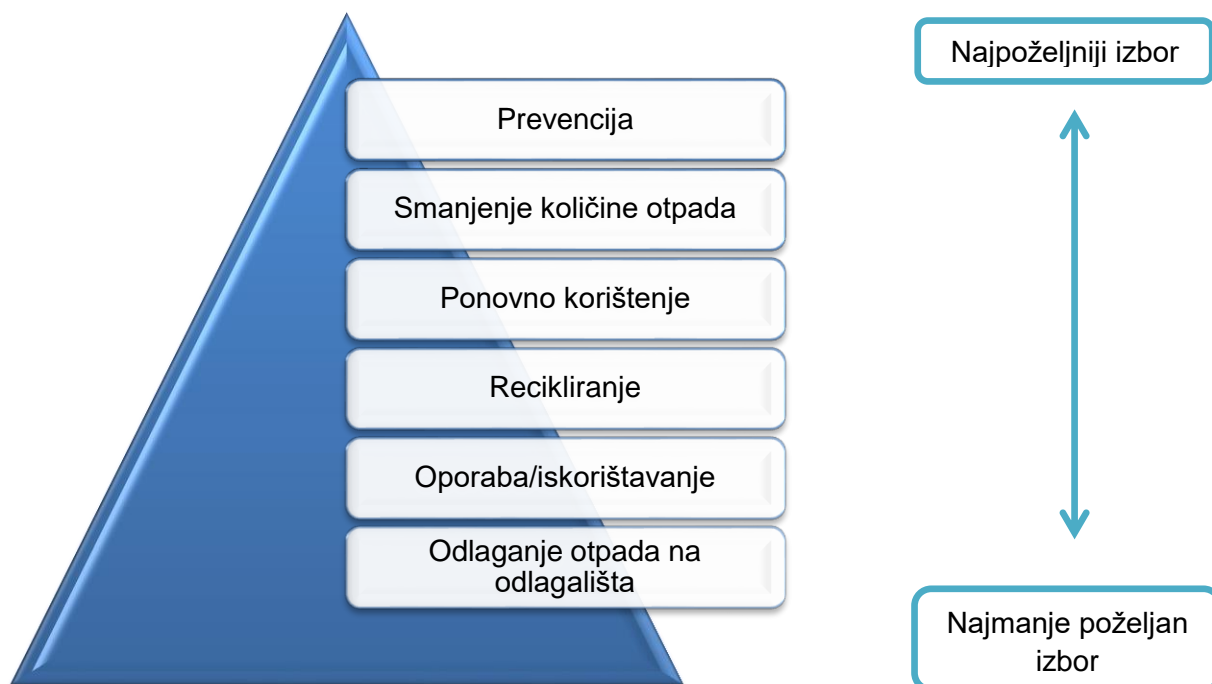 Najpoželjniji izbor
Prevencija
Smanjenje količine otpada
Ponovno korištenje
Recikliranje
Oporaba/iskorištavanje
Odlaganje otpada na
odlagališta
Najmanje poželjan
izbor